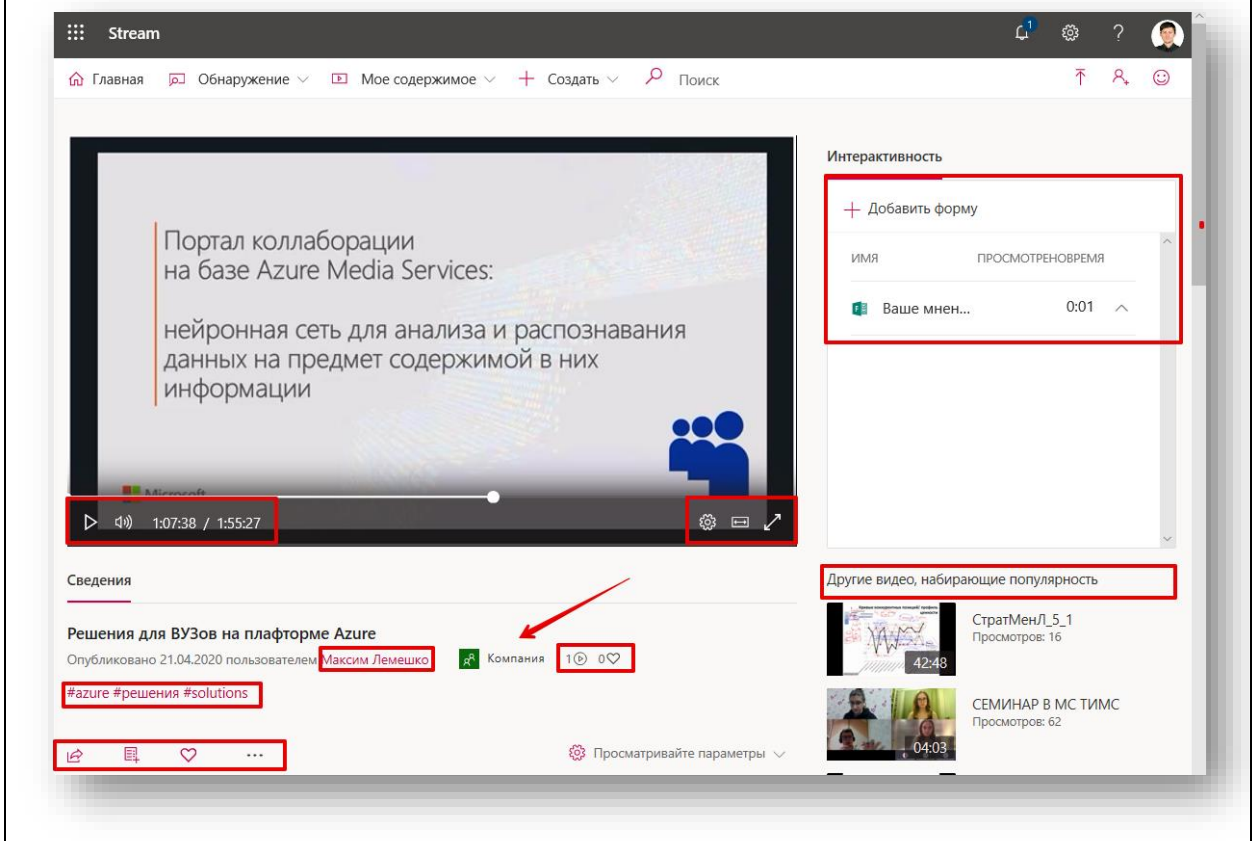 Stream
1
?
Главная Обнаружение Мое содержимое Создать Поиск
Портал коллаборации
на базе Azure Media Services:
нейронная сеть для анализа и распознавания
данных на предмет содержимой в них
информации
Microsoft
1:07:38 / 1:55:27
Интерактивность
Добавить форму
ИМЯ ПРОСМОТРЕНОВРЕМЯ
Ваше мнен... 0:01
Сведения
Решения для ВУЗов на плафторме Azure
Опубликовано 21.04.2020 пользователем Максим Лемешко Компания 1 0
#azure #решения #solutions
Просматривайте параметры
Другие видео, набирающие популярность
СтратМенЛ_5_1
Просмотров: 16
42:48
СЕМИНАР В МС ТИМС
Просмотров: 62
04:03